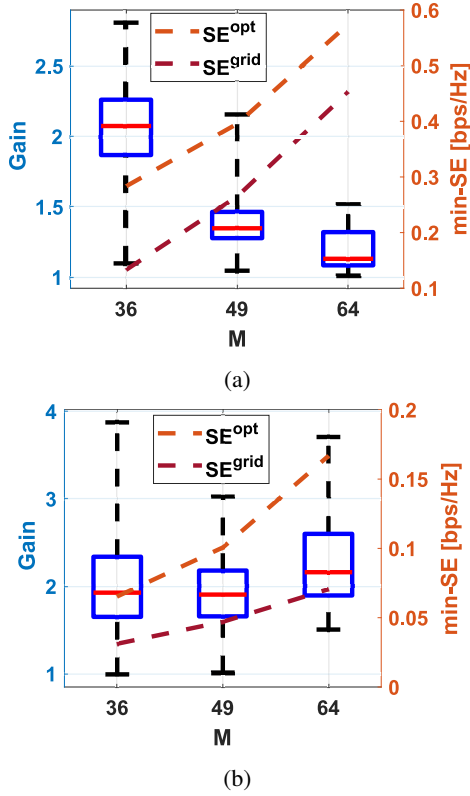 SE^opt
SE^grid
Gain
2.5
2
1.5
1
min-SE [bps/Hz]
0.6
0.5
0.4
0.3
0.2
0.1
36 49 64
M
(a)
SE^opt
SE^grid
Gain
4
3
2
1
min-SE [bps/Hz]
0.2
0.15
0.1
0.05
0
36 49 64
M
(b)